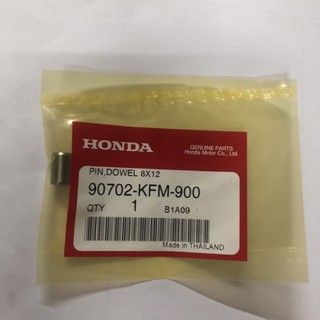 HONDA
GENUINE PARTS
Honda Motor Co., Ltd.
PIN,DOWEL 8X12
90702-KFM-900
QTY 1 B1A09
Made in THAILAND